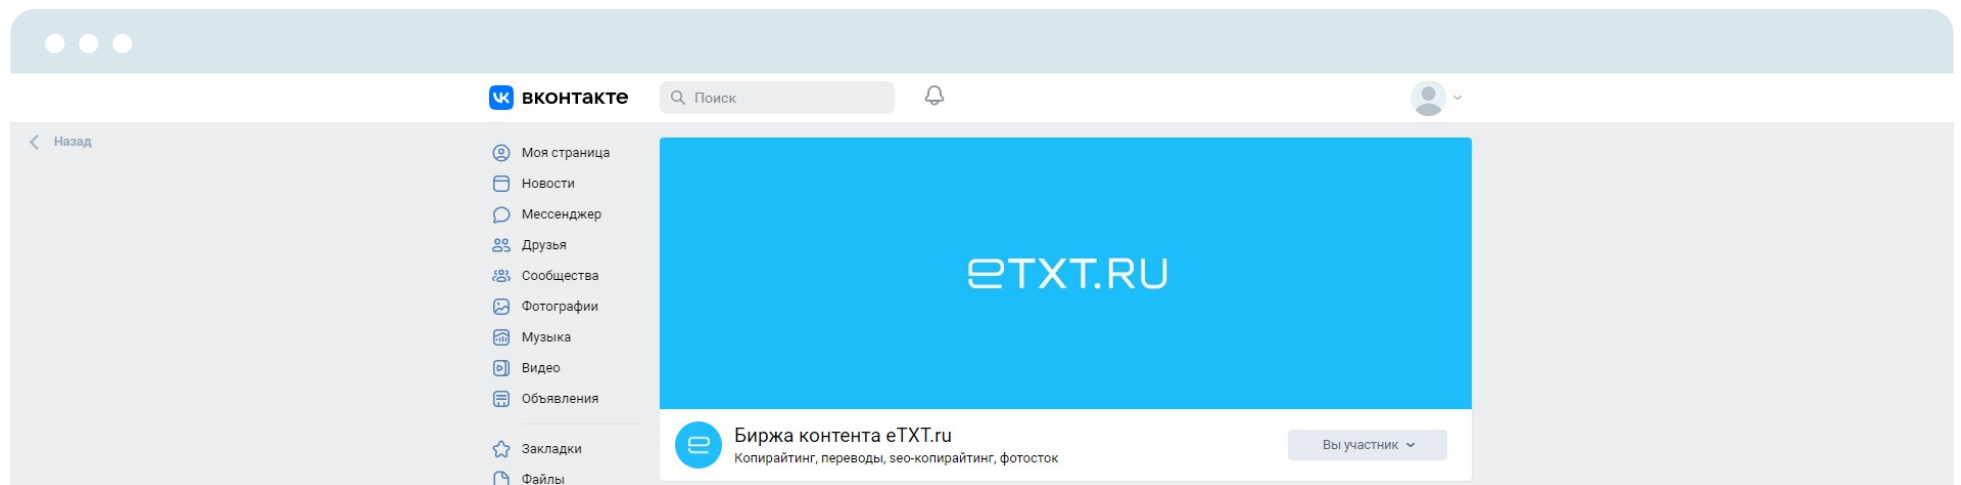 вконтакте
Поиск
Назад
Моя страница
Новости
Мессенджер
Друзья
Сообщества
Фотографии
Музыка
Видео
Объявления
Закладки
Файлы
eTXT.RU
Биржа контента eTXT.ru
Копирайтинг, переводы, seo-копирайтинг, фотосток
Вы участник